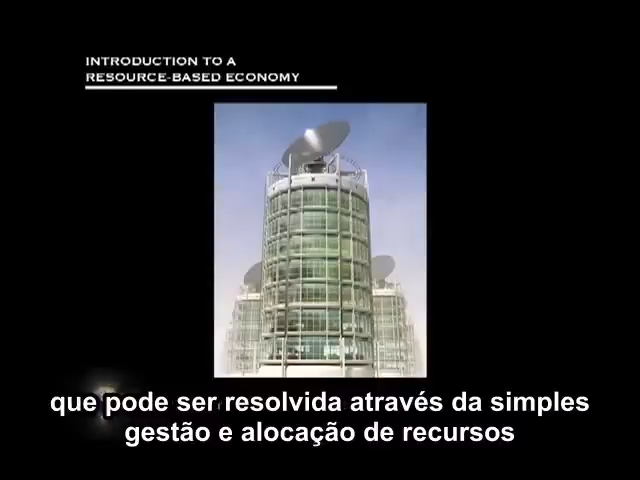 INTRODUCTION TO A
RESOURCE-BASED ECONOMY
que pode ser resolvida através da simples
gestão e alocação de recursos